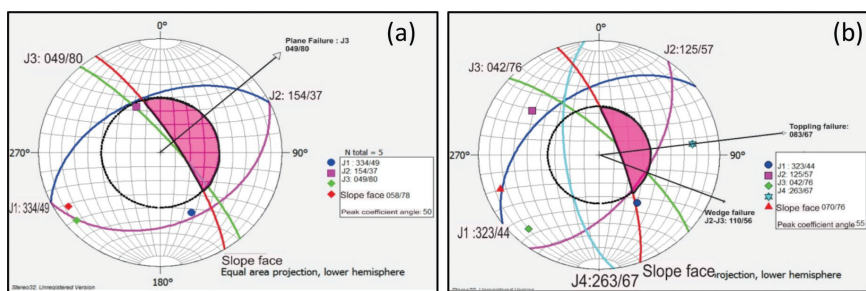 (a)
0°
Plane Failure : J3
049/80
J3: 049/80
J2: 154/37
270°
90°
N total = 5
J1: 334/49
J2: 154/37
J3: 049/80
Slope face 058/78
Peak coefficient angle: 50
J1: 334/49
Slope face
Equal area projection, lower hemisphere
180°
Stereo32, Unregistered Version
(b)
0°
J2:125/57
J3: 042/76
Toppling failure:
083/67
270°
90°
J1: 323/44
J2: 125/57
J3: 042/76
J4: 263/67
Slope face 070/76
Peak coefficient angle 55
Wedge failure
J2-J3: 110/56
J1 :323/44
J4:263/67
Slope face
rojection, lower hemisphere